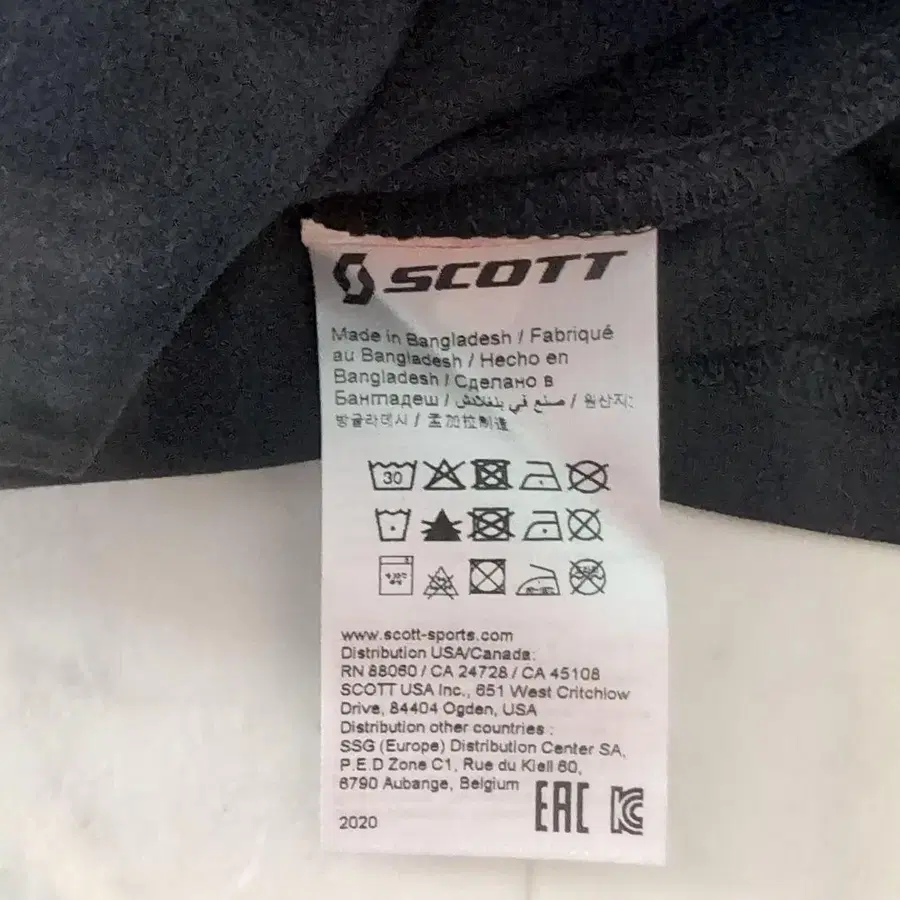 SCOTT
Made in Bangladesh / Fabriqué
au Bangladesh / Hecho en
Bangladesh / Сделано в
Бангладеш / صنع في بنغلادش / 원산지:
방글라데시 / 孟加拉制造
30
www.scott-sports.com
Distribution USA/Canada:
RN 88060 / CA 24728 / CA 45108
SCOTT USA Inc., 651 West Critchlow
Drive, 84404 Ogden, USA
Distribution other countries :
SSG (Europe) Distribution Center SA,
P.E.D Zone C1, Rue du Kiell 60,
6790 Aubange, Belgium
EAC
2020